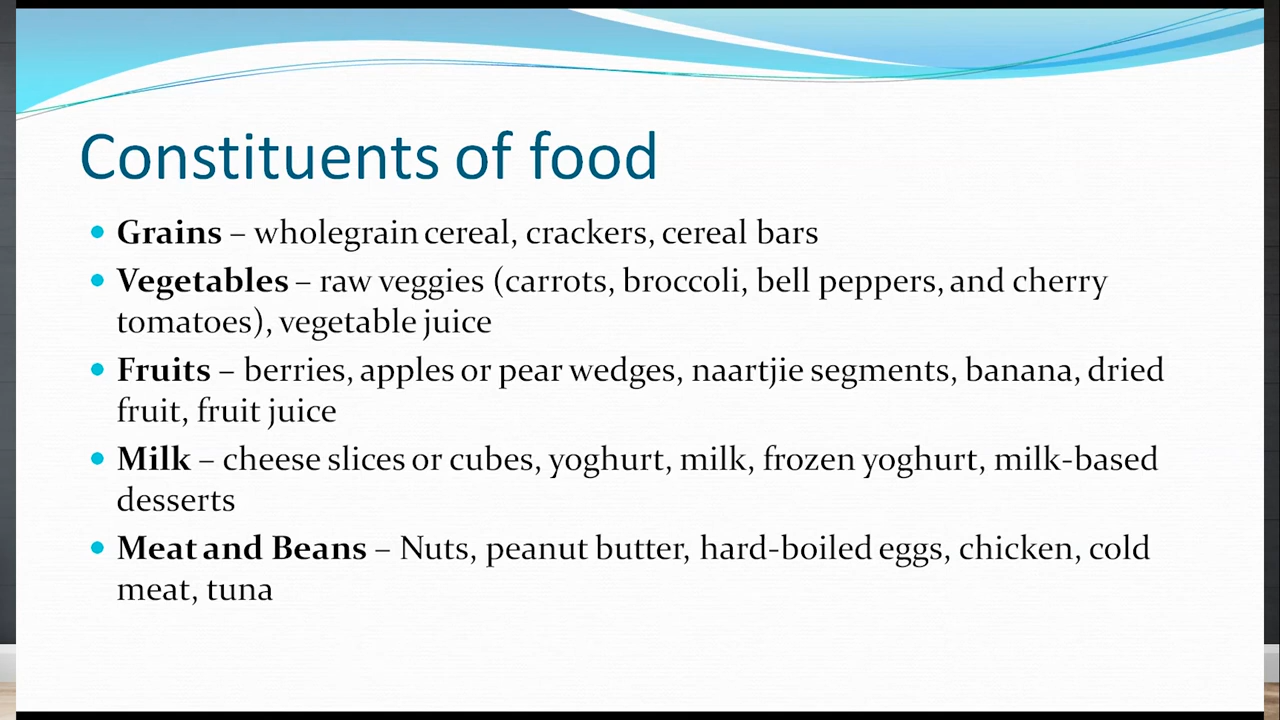 Constituents of food
• Grains – wholegrain cereal, crackers, cereal bars
• Vegetables – raw veggies (carrots, broccoli, bell peppers, and cherry
tomatoes), vegetable juice
• Fruits – berries, apples or pear wedges, naartjie segments, banana, dried
fruit, fruit juice
• Milk – cheese slices or cubes, yoghurt, milk, frozen yoghurt, milk-based
desserts
• Meat and Beans – Nuts, peanut butter, hard-boiled eggs, chicken, cold
meat, tuna